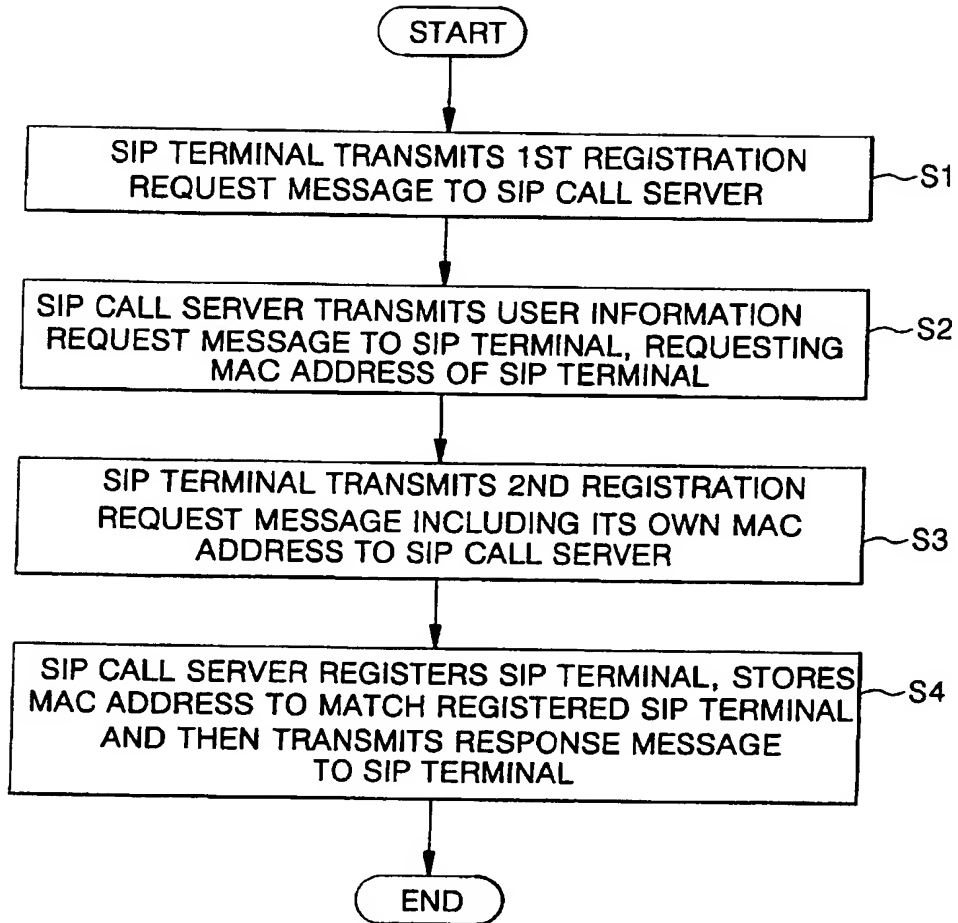 START
SIP TERMINAL TRANSMITS 1ST REGISTRATION
REQUEST MESSAGE TO SIP CALL SERVER
S1
SIP CALL SERVER TRANSMITS USER INFORMATION
REQUEST MESSAGE TO SIP TERMINAL, REQUESTING
MAC ADDRESS OF SIP TERMINAL
S2
SIP TERMINAL TRANSMITS 2ND REGISTRATION
REQUEST MESSAGE INCLUDING ITS OWN MAC
ADDRESS TO SIP CALL SERVER
S3
SIP CALL SERVER REGISTERS SIP TERMINAL, STORES
MAC ADDRESS TO MATCH REGISTERED SIP TERMINAL
AND THEN TRANSMITS RESPONSE MESSAGE
TO SIP TERMINAL
S4
END